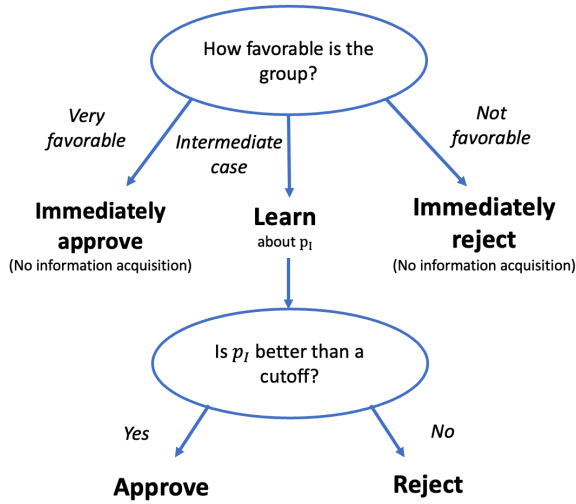 How favorable is the
group?
Very
favorable
Intermediate
case
Not
favorable
Immediately
approve
(No information acquisition)
Learn
about p_I
Immediately
reject
(No information acquisition)
Is p_I better than a
cutoff?
Yes
No
Approve
Reject